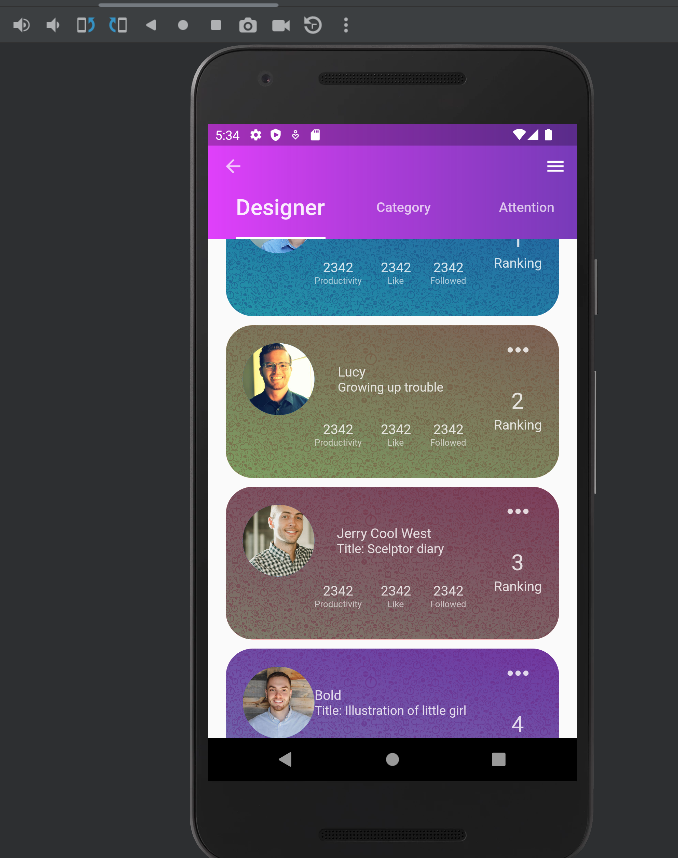 5:34
Designer Category Attention
1
Ranking
2342 2342 2342
Productivity Like Followed
Lucy
Growing up trouble
2
Ranking
2342 2342 2342
Productivity Like Followed
Jerry Cool West
Title: Scelptor diary
3
Ranking
2342 2342 2342
Productivity Like Followed
Bold
Title: Illustration of little girl
4